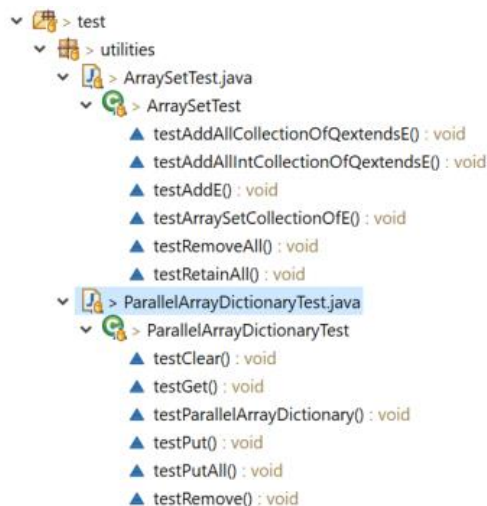 > test
> utilities
> ArraySetTest.java
> ArraySetTest
testAddAllCollectionOfQextendsE() : void
testAddAllIntCollectionOfQextendsE() : void
testAddE() : void
testArraySetCollectionOfE() : void
testRemoveAll() : void
testRetainAll() : void
> ParallelArrayDictionaryTest.java
> ParallelArrayDictionaryTest
testClear() : void
testGet() : void
testParallelArrayDictionary() : void
testPut() : void
testPutAll() : void
testRemove() : void